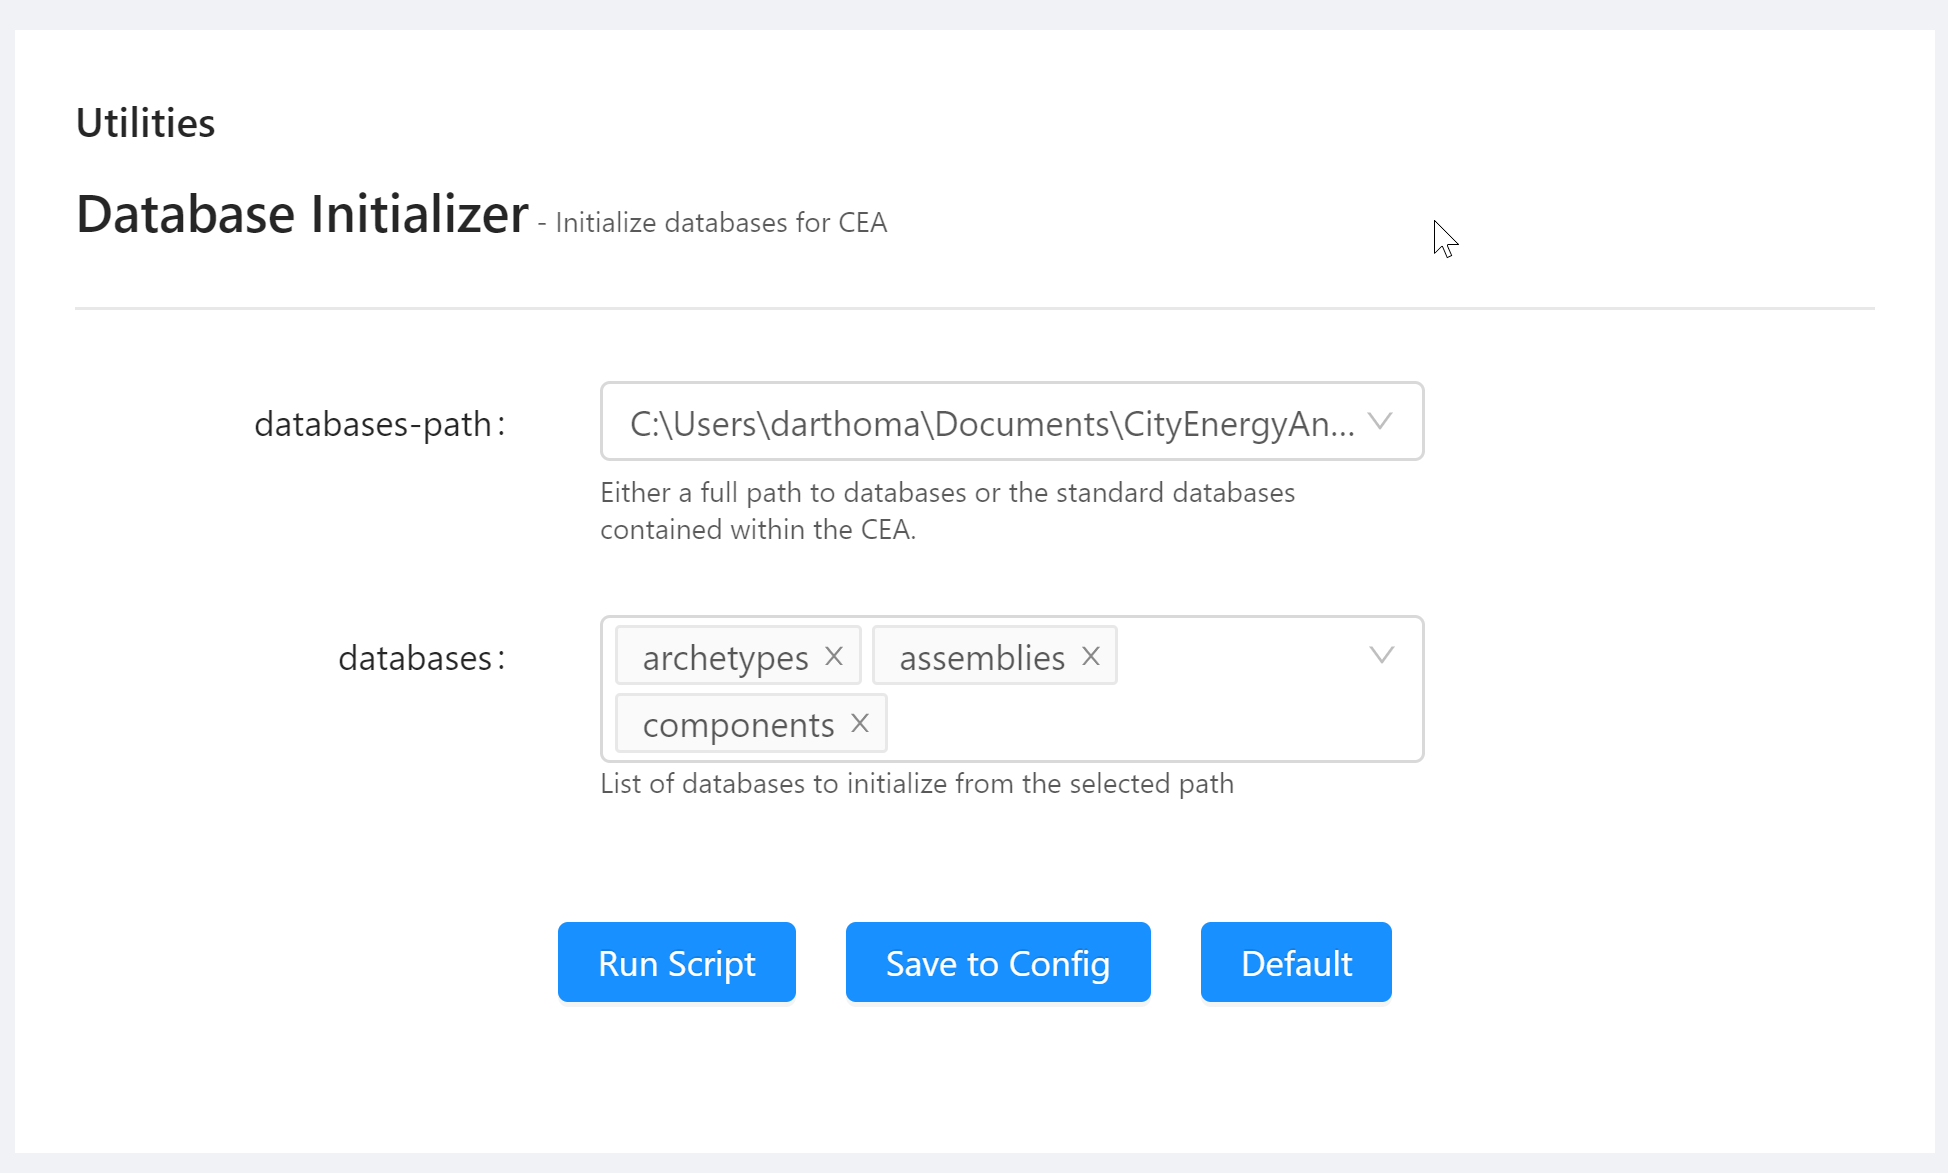 Utilities
Database Initializer - Initialize databases for CEA
databases-path:
C:\Users\darthoma\Documents\CityEnergyAn...
Either a full path to databases or the standard databases
contained within the CEA.
databases:
archetypes X assemblies X
components X
List of databases to initialize from the selected path
Run Script Save to Config Default